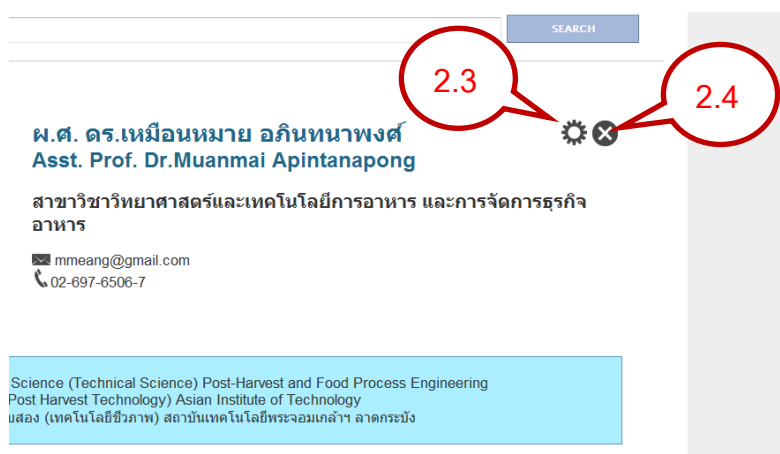 SEARCH
2.3
2.4
ผ.ศ. ดร.เหมือนหมาย อภินทนาพงศ์
Asst. Prof. Dr.Muanmai Apintanapong
สาขาวิชาวิทยาศาสตร์และเทคโนโลยีการอาหาร และการจัดการธุรกิจ
อาหาร
mmeang@gmail.com
02-697-6506-7
Science (Technical Science) Post-Harvest and Food Process Engineering
Post Harvest Technology) Asian Institute of Technology
สอง (เทคโนโลยีชีวภาพ) สถาบันเทคโนโลยีพระจอมเกล้าฯ ลาดกระบัง